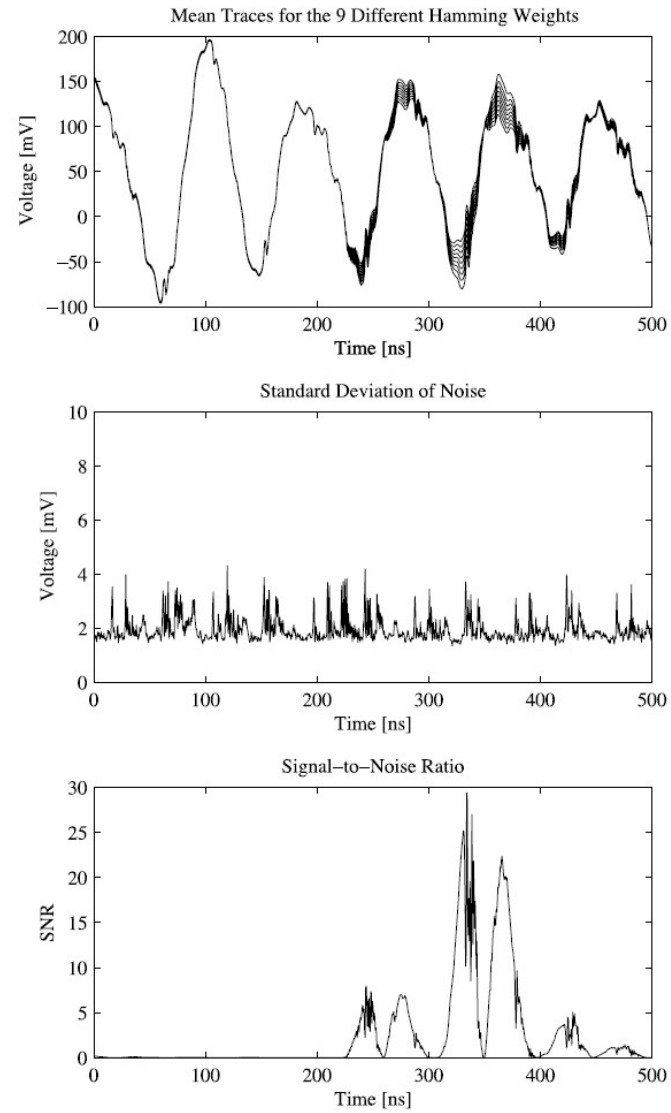 Mean Traces for the 9 Different Hamming Weights
200
150
100
50
0
−50
−100
Voltage [mV]
0 100 200 300 400 500
Time [ns]
Standard Deviation of Noise
10
8
6
4
2
0
Voltage [mV]
0 100 200 300 400 500
Time [ns]
Signal−to−Noise Ratio
30
25
20
15
10
5
0
SNR
0 100 200 300 400 500
Time [ns]